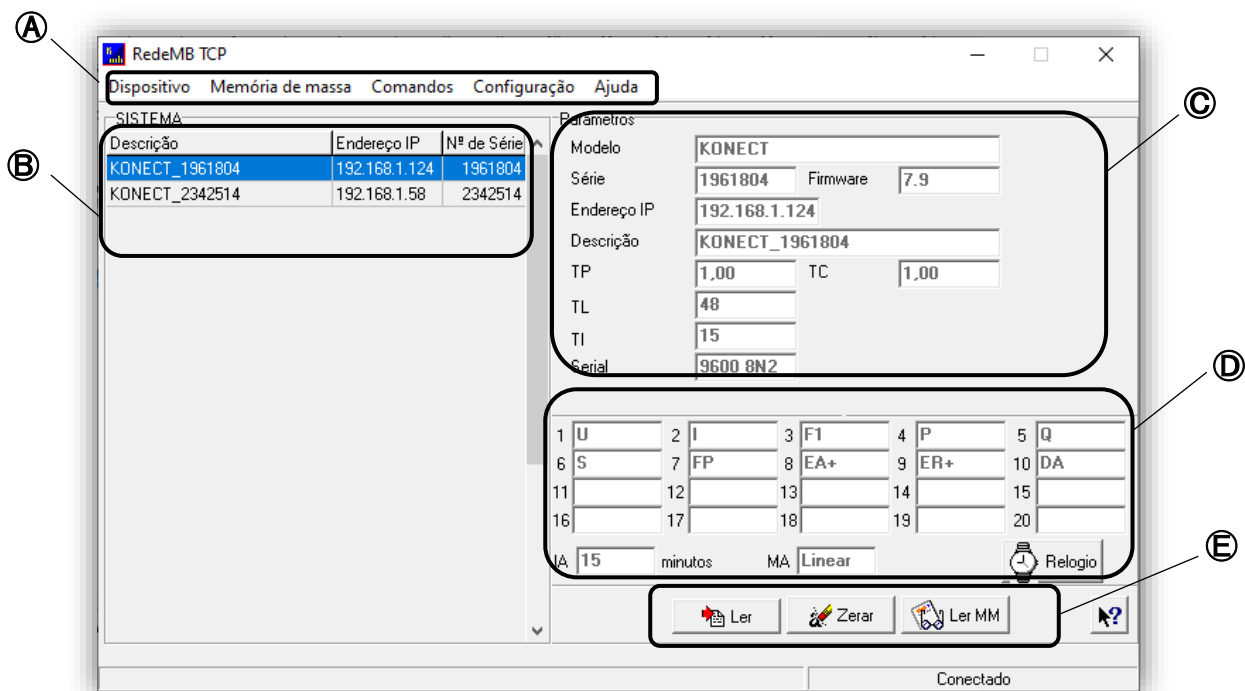 A
RedeMB TCP
Dispositivo Memória de massa Comandos Configuração Ajuda
SISTEMA
B
Descrição Endereço IP Nº de Série
KONECT_1961804 192.168.1.124 1961804
KONECT_2342514 192.168.1.58 2342514
C
Parâmetros
Modelo KONECT
Série 1961804 Firmware 7.9
Endereço IP 192.168.1.124
Descrição KONECT_1961804
TP 1,00 TC 1,00
TL 48
TI 15
Serial 9600 8N2
D
1 U 2 I 3 F1 4 P 5 Q
6 S 7 FP 8 EA+ 9 ER+ 10 DA
11 12 13 14 15
16 17 18 19 20
IA 15 minutos MA Linear Relogio
E
Ler Zerar Ler MM ?
Conectado